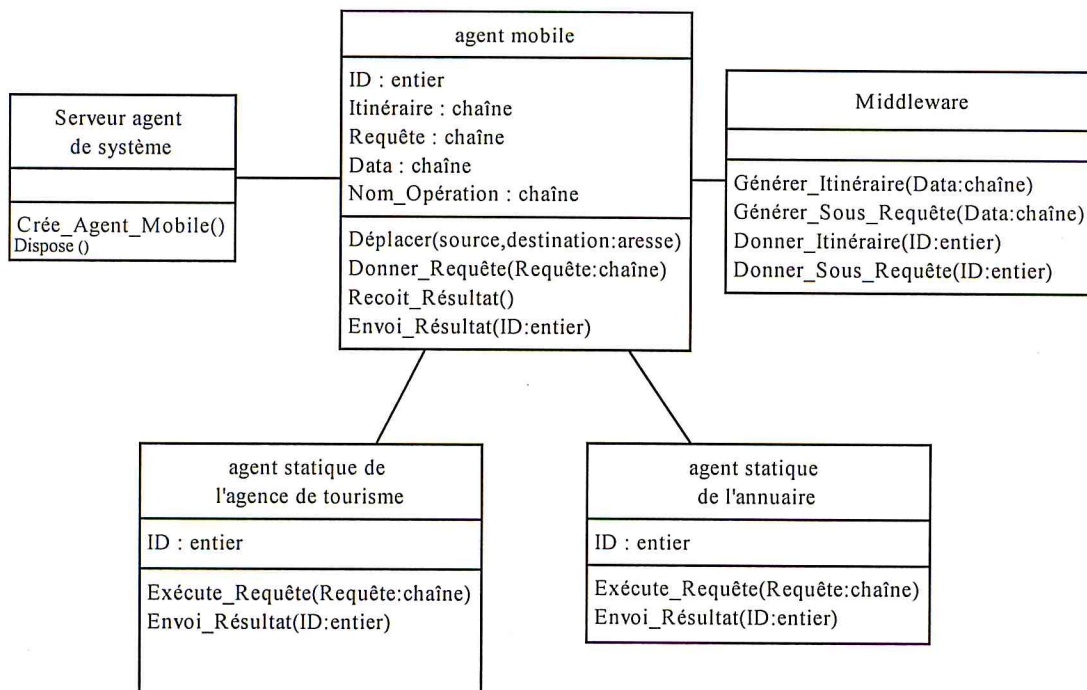 agent mobile
ID : entier
Itinéraire : chaîne
Requête : chaîne
Data : chaîne
Nom_Opération : chaîne
Déplacer(source,destination:aresse)
Donner_Requête(Requête:chaîne)
Recoit_Résultat()
Envoi_Résultat(ID:entier)
Serveur agent
de système
Crée_Agent_Mobile()
Dispose ()
Middleware
Générer_Itinéraire(Data:chaîne)
Générer_Sous_Requête(Data:chaîne)
Donner_Itinéraire(ID:entier)
Donner_Sous_Requête(ID:entier)
agent statique de
l'agence de tourisme
ID : entier
Exécute_Requête(Requête:chaîne)
Envoi_Résultat(ID:entier)
agent statique
de l'annuaire
ID : entier
Exécute_Requête(Requête:chaîne)
Envoi_Résultat(ID:entier)